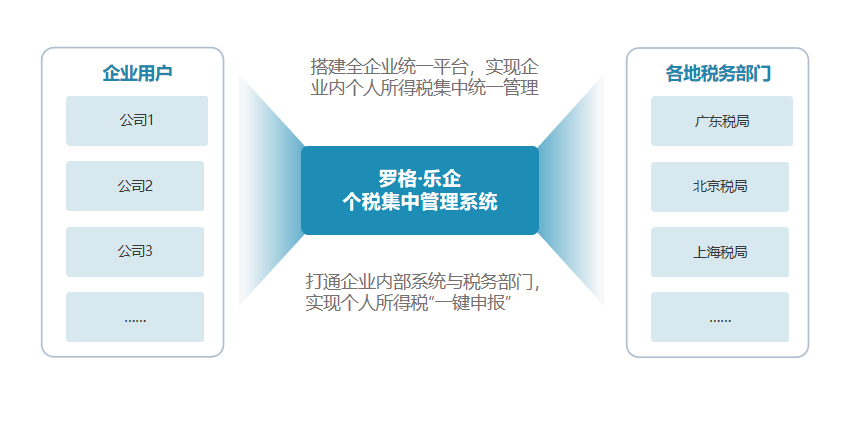 企业用户
公司1
公司2
公司3
……
搭建全企业统一平台，实现企
业内个人所得税集中统一管理
罗格·乐企
个税集中管理系统
打通企业内部系统与税务部门，
实现个人所得税“一键申报”
各地税务部门
广东税局
北京税局
上海税局
……